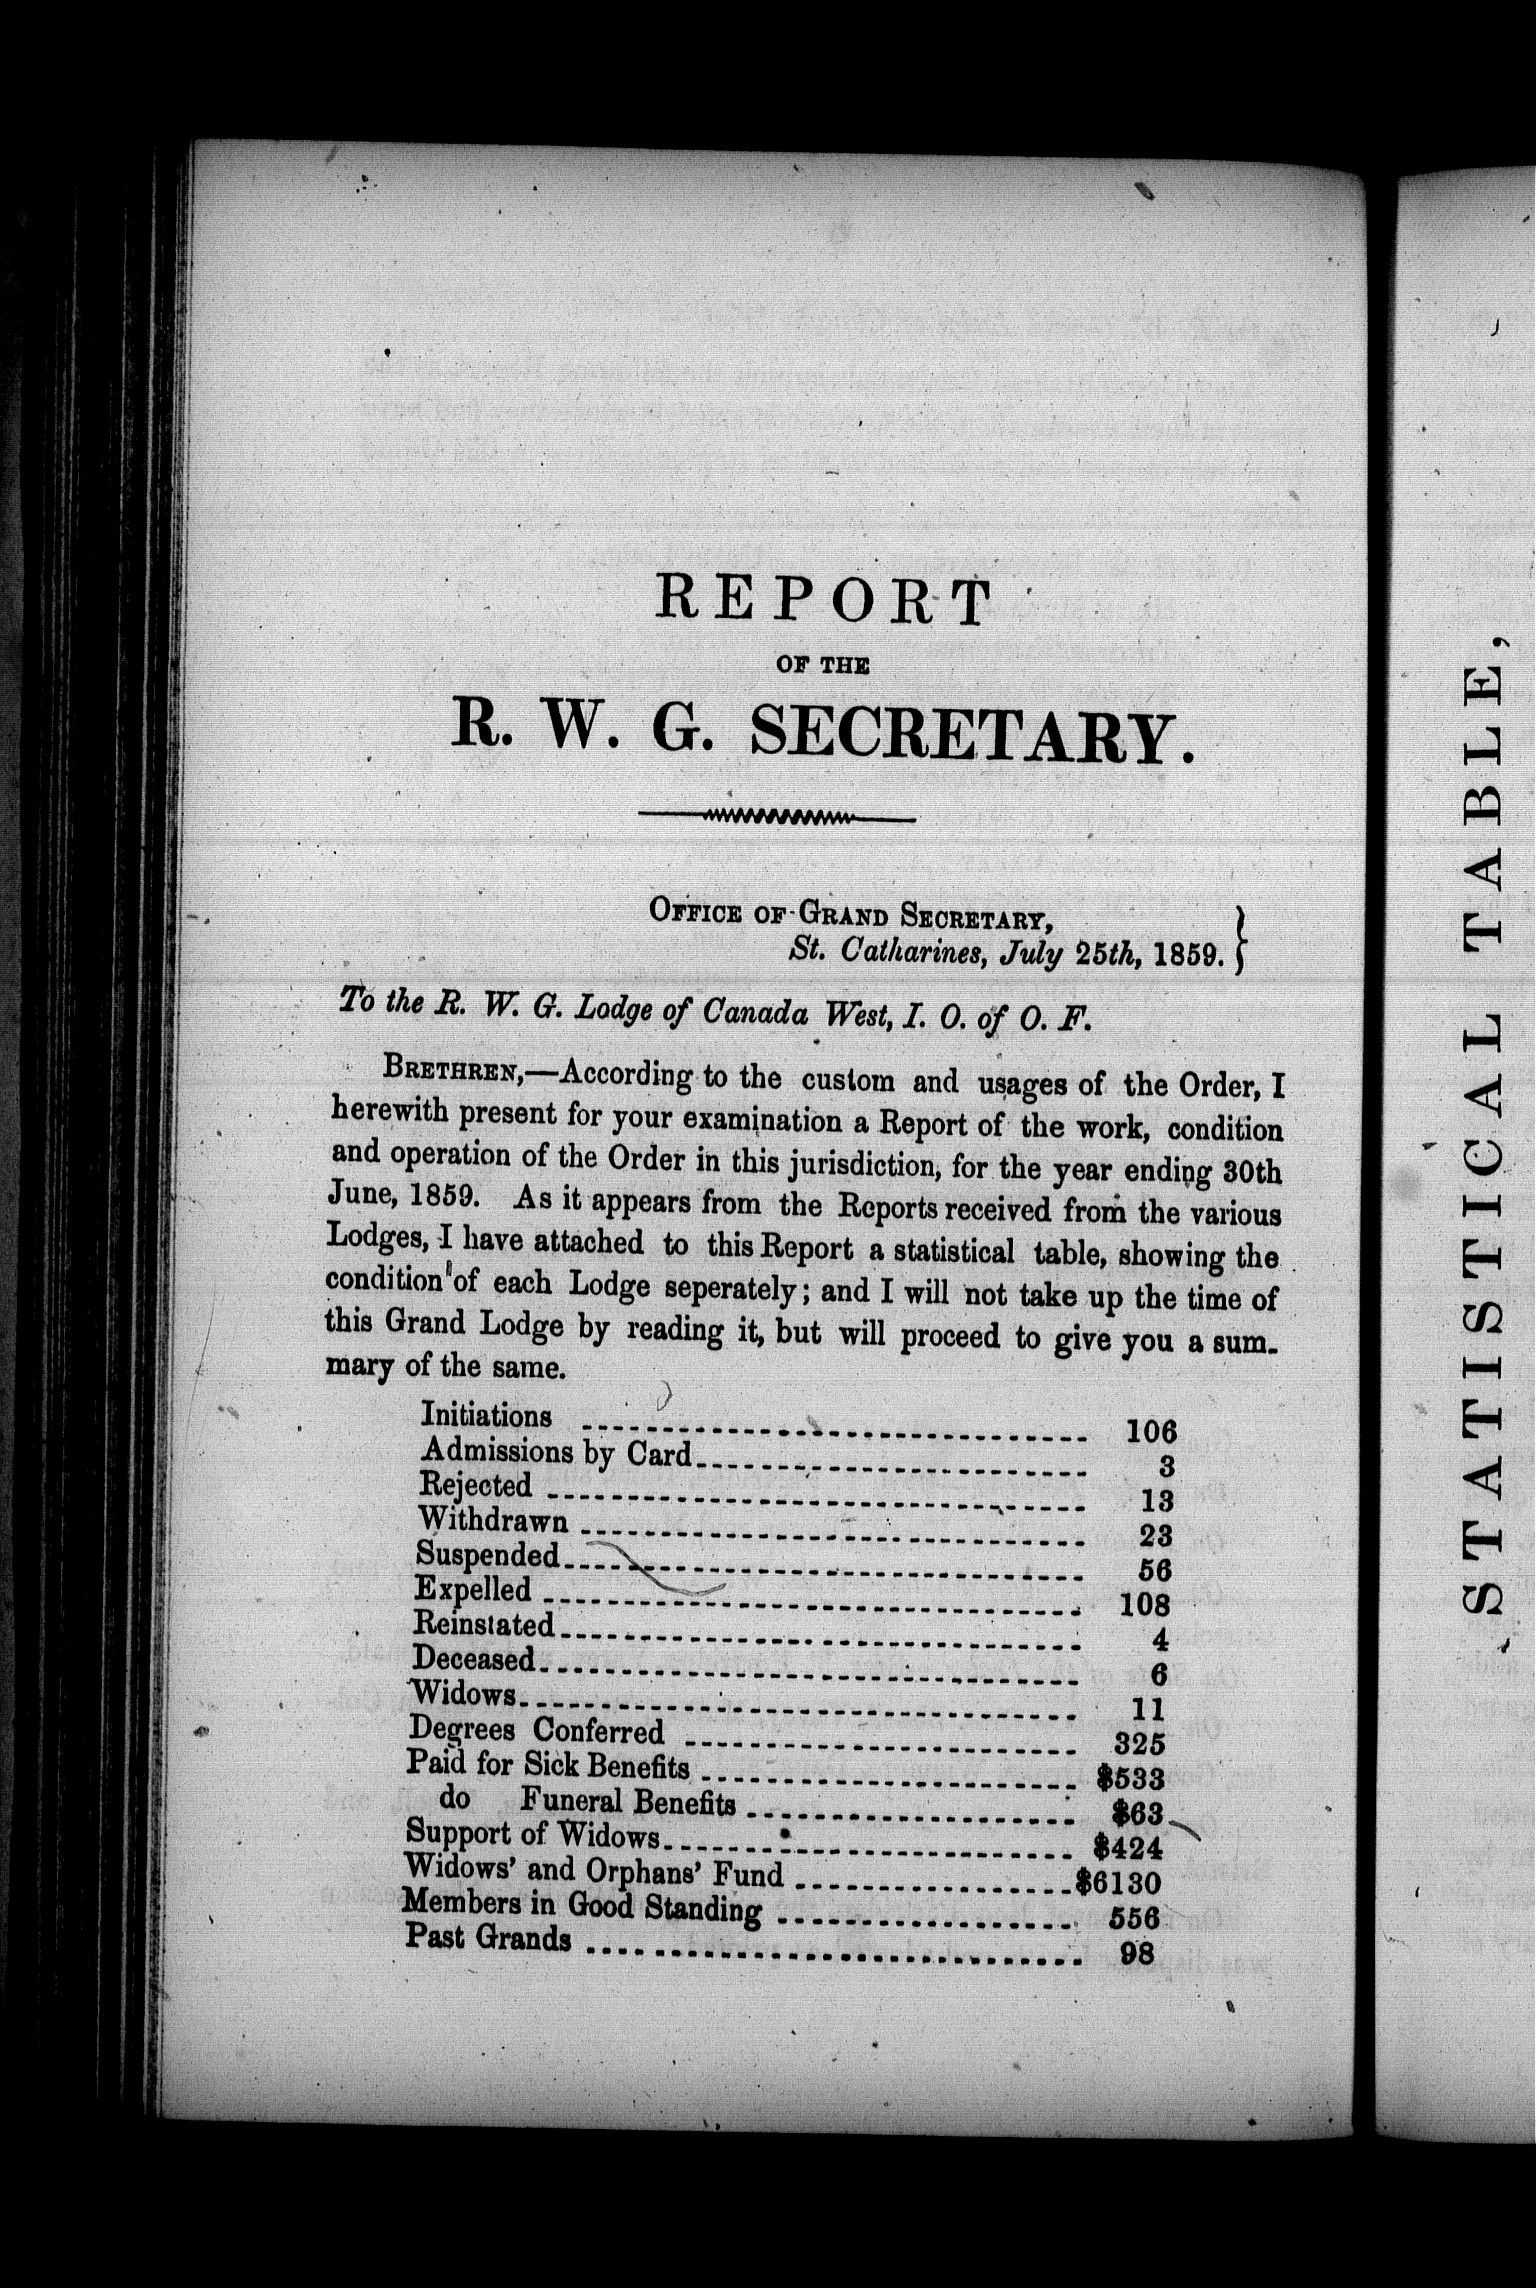 REPORT
OF THE
R. W. G. SECRETARY.
OFFICE OF GRAND SECRETARY,
St. Catharines, July 25th, 1859. }
To the R. W. G. Lodge of Canada West, I. O. of O. F.
BRETHREN,—According to the custom and usages of the Order, I
herewith present for your examination a Report of the work, condition
and operation of the Order in this jurisdiction, for the year ending 30th
June, 1859. As it appears from the Reports received from the various
Lodges, I have attached to this Report a statistical table, showing the
condition of each Lodge seperately; and I will not take up the time of
this Grand Lodge by reading it, but will proceed to give you a sum-
mary of the same.
Initiations 106
Admissions by Card 3
Rejected 13
Withdrawn 23
Suspended 56
Expelled 108
Reinstated 4
Deceased 6
Widows 11
Degrees Conferred 325
Paid for Sick Benefits $533
do Funeral Benefits $63
Support of Widows $424
Widows' and Orphans' Fund $6130
Members in Good Standing 556
Past Grands 98
STATISTICAL TABLE,